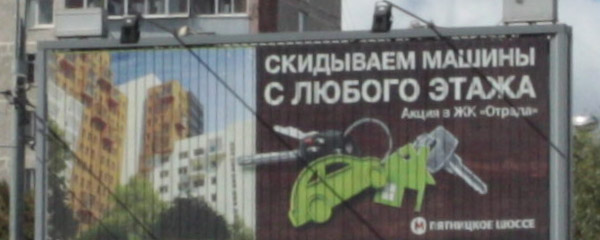 СКИДЫВАЕМ МАШИНЫ
С ЛЮБОГО ЭТАЖА
Акция в ЖК «Отрада»
М ПЯТНИЦКОЕ ШОССЕ